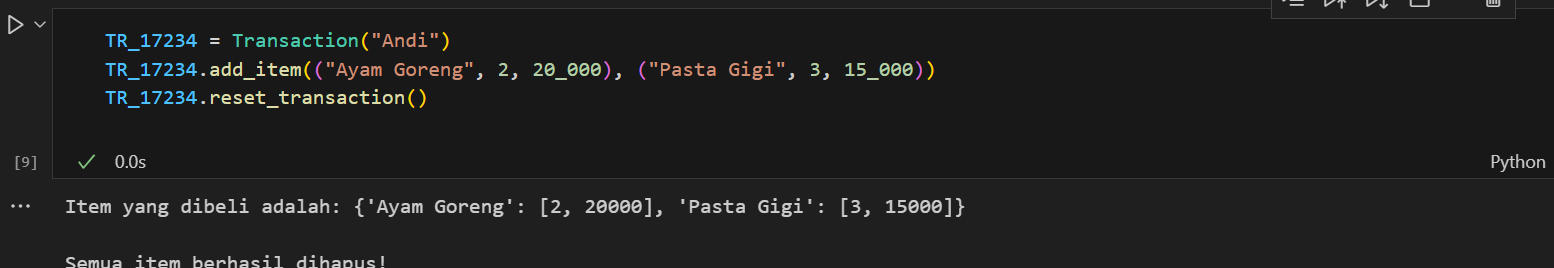 TR_17234 = Transaction("Andi")
TR_17234.add_item(("Ayam Goreng", 2, 20_000), ("Pasta Gigi", 3, 15_000))
TR_17234.reset_transaction()
[9]
0.0s
Python
Item yang dibeli adalah: {'Ayam Goreng': [2, 20000], 'Pasta Gigi': [3, 15000]}
Semua item berhasil dihapus!